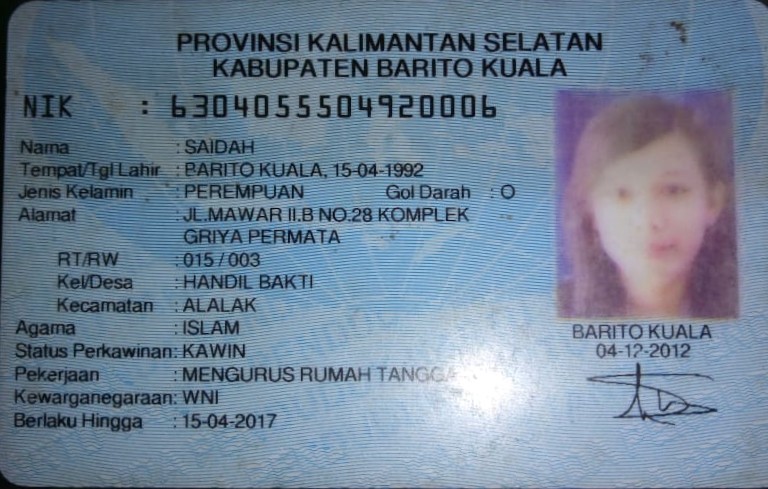 PROVINSI KALIMANTAN SELATAN
KABUPATEN BARITO KUALA
NIK : 6304055504920006
Nama : SAIDAH
Tempat/Tgl Lahir : BARITO KUALA, 15-04-1992
Jenis Kelamin : PEREMPUAN Gol Darah : O
Alamat : JL.MAWAR II.B NO.28 KOMPLEK
GRIYA PERMATA
RT/RW : 015 / 003
Kel/Desa : HANDIL BAKTI
Kecamatan : ALALAK
Agama : ISLAM
Status Perkawinan: KAWIN
Pekerjaan : MENGURUS RUMAH TANGGA
Kewarganegaraan: WNI
Berlaku Hingga : 15-04-2017
BARITO KUALA
04-12-2012